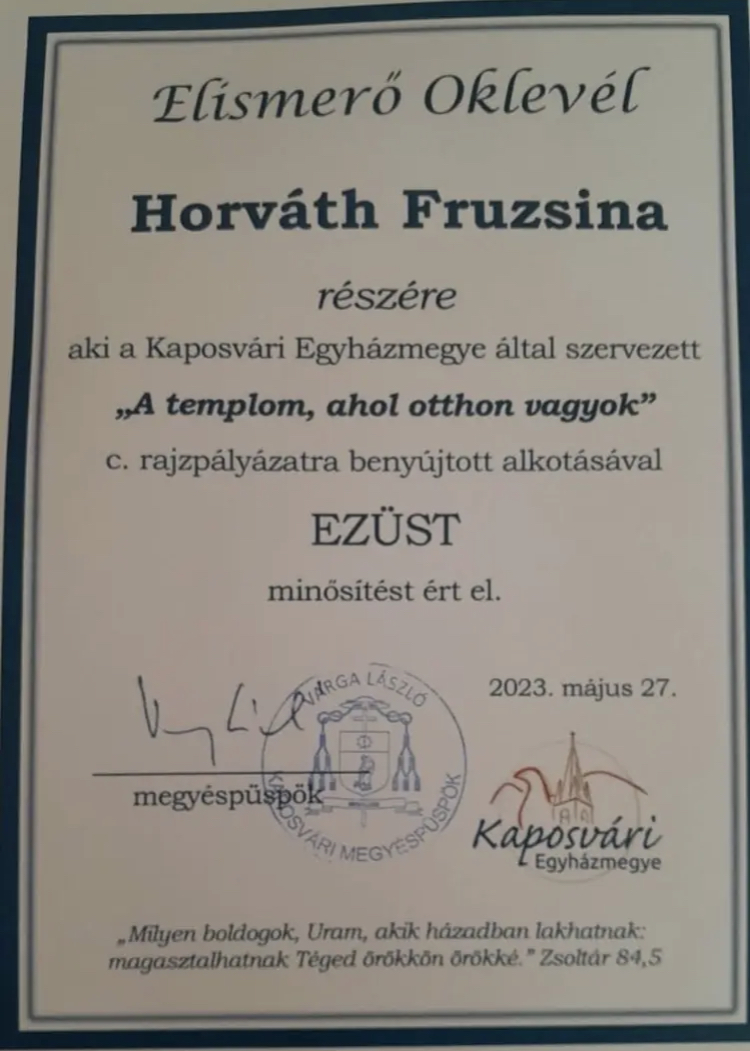 Elismerő Oklevél
Horváth Fruzsina
részére
aki a Kaposvári Egyházmegye által szervezett
„A templom, ahol otthon vagyok”
c. rajzpályázatra benyújtott alkotásával
EZÜST
minősítést ért el.
2023. május 27.
VARGA LÁSZLÓ
KAPOSVÁRI MEGYÉSPÜSPÖK
megyéspüspök
Kaposvári
Egyházmegye
„Milyen boldogok, Uram, akik házadban lakhatnak:
magasztalhatnak Téged örökkön örökké.” Zsoltár 84,5